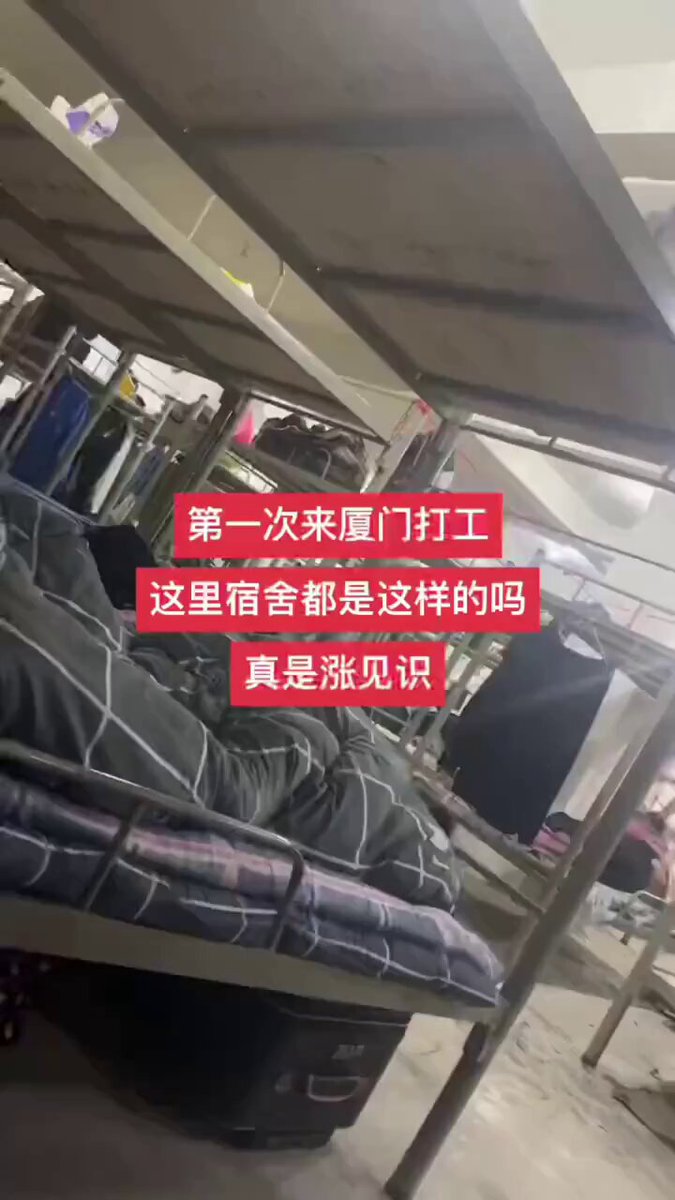 第一次来厦门打工
这里宿舍都是这样的吗
真是涨见识